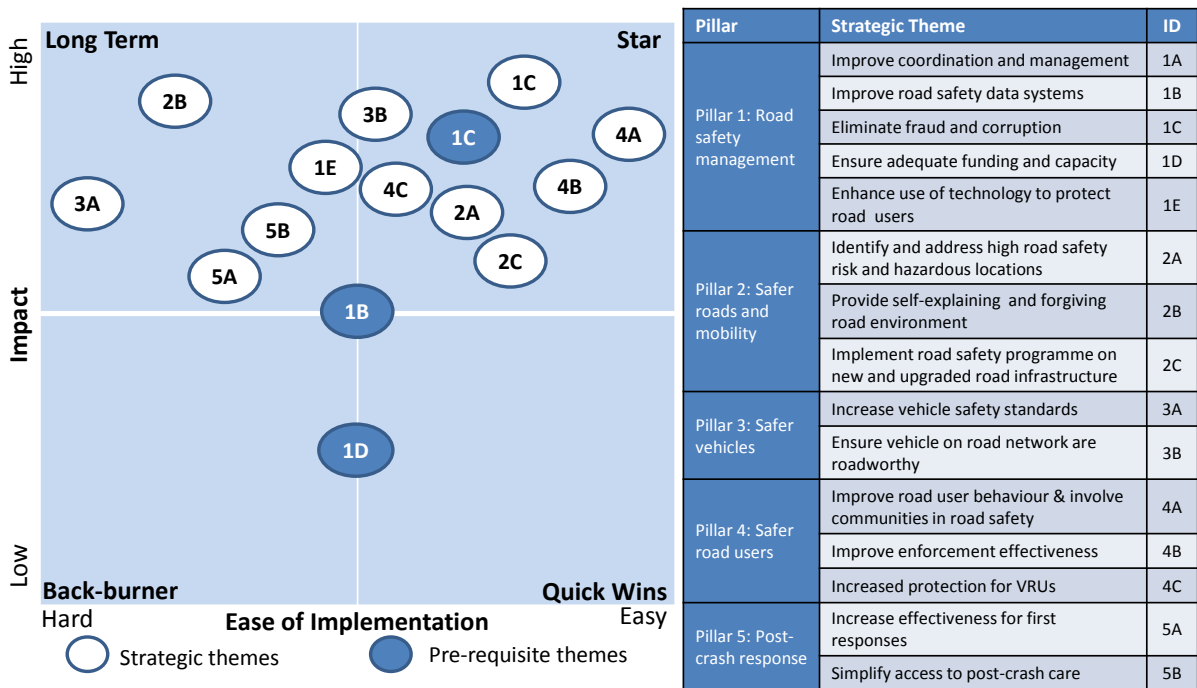 Long Term
Star
High
2B
1C
3B
1C
4A
1E
4C
4B
3A
2A
5B
2C
5A
1B
Impact
1D
Low
Back-burner
Quick Wins
Hard
Ease of Implementation
Easy
Strategic themes
Pre-requisite themes
Pillar
Strategic Theme
ID
Pillar 1: Road
safety
management
Improve coordination and management
1A
Improve road safety data systems
1B
Eliminate fraud and corruption
1C
Ensure adequate funding and capacity
1D
Enhance use of technology to protect
road users
1E
Pillar 2: Safer
roads and
mobility
Identify and address high road safety
risk and hazardous locations
2A
Provide self-explaining and forgiving
road environment
2B
Implement road safety programme on
new and upgraded road infrastructure
2C
Pillar 3: Safer
vehicles
Increase vehicle safety standards
3A
Ensure vehicle on road network are
roadworthy
3B
Pillar 4: Safer
road users
Improve road user behaviour & involve
communities in road safety
4A
Improve enforcement effectiveness
4B
Increased protection for VRUs
4C
Pillar 5: Post-
crash response
Increase effectiveness for first
responses
5A
Simplify access to post-crash care
5B